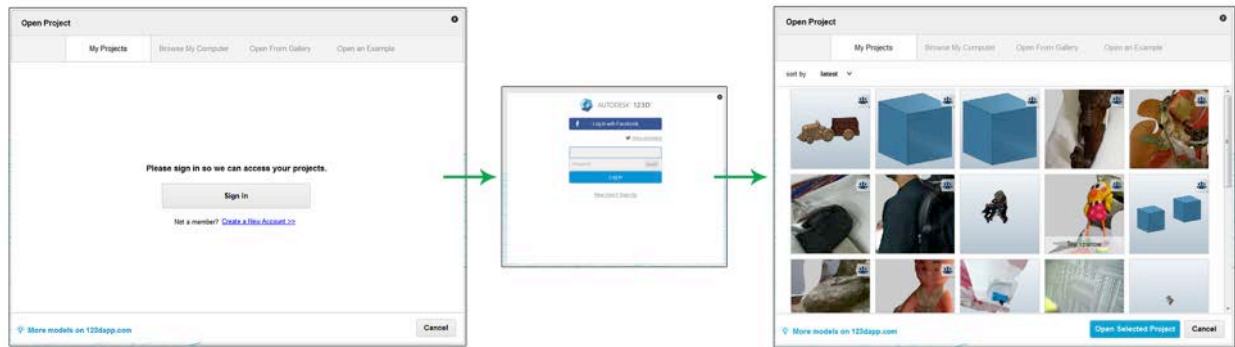 Open Project
My Projects Browse My Computer Open From Gallery Open an Example
Please sign in so we can access your projects.
Sign In
Not a member? Create a New Account >>
More models on 123dapp.com
Cancel
AUTODESK 123D
Log in with Facebook
Log in
Open Project
My Projects Browse My Computer Open From Gallery Open an Example
sort by latest
Toy sparrow
More models on 123dapp.com
Open Selected Project Cancel